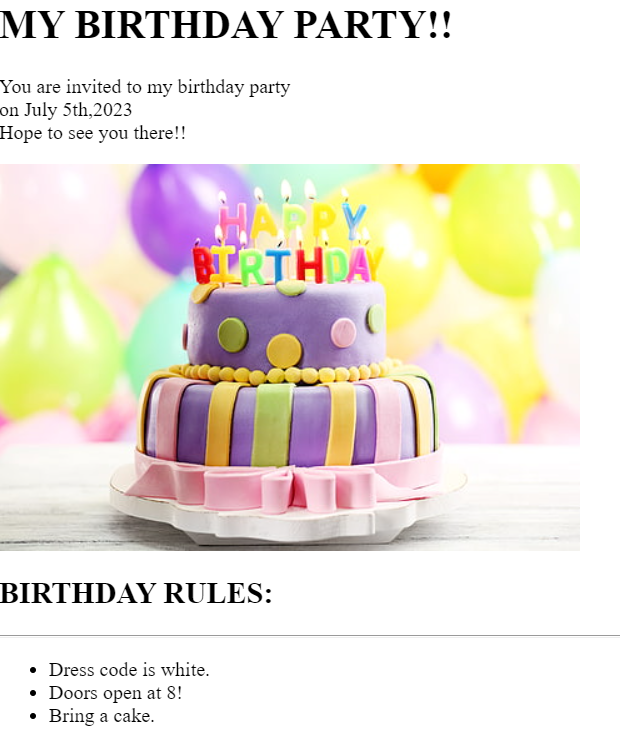 MY BIRTHDAY PARTY!!
You are invited to my birthday party
on July 5th,2023
Hope to see you there!!
HAPPY
BIRTHDAY
BIRTHDAY RULES:
Dress code is white.
Doors open at 8!
Bring a cake.